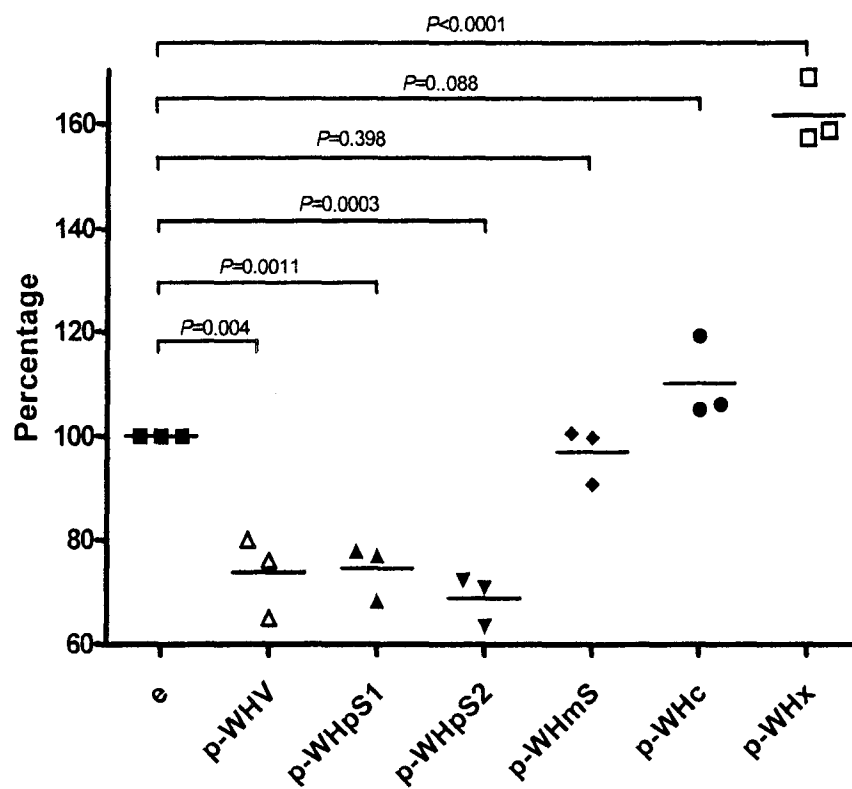 P<0.0001
P=0..088
160
P=0.398
140
P=0.0003
P=0.0011
120
P=0.004
Percentage
100
80
60
e
p-WHV
p-WHpS1
p-WHpS2
p-WHmS
p-WHc
p-WHx